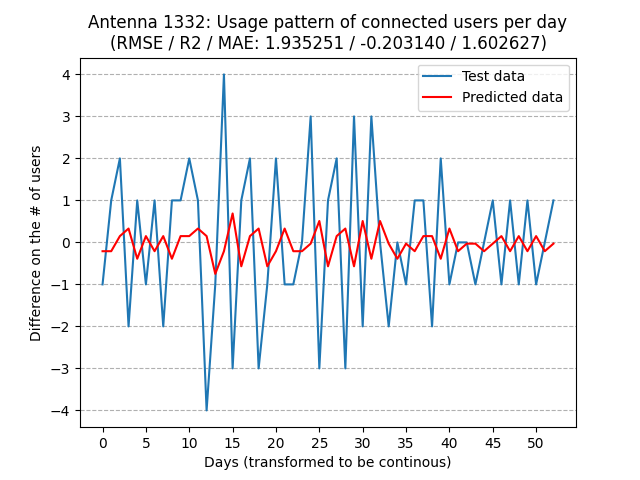 Antenna 1332: Usage pattern of connected users per day
(RMSE / R2 / MAE: 1.935251 / -0.203140 / 1.602627)
Test data
Predicted data
Difference on the # of users
4
3
2
1
0
−1
−2
−3
−4
0 5 10 15 20 25 30 35 40 45 50
Days (transformed to be continous)